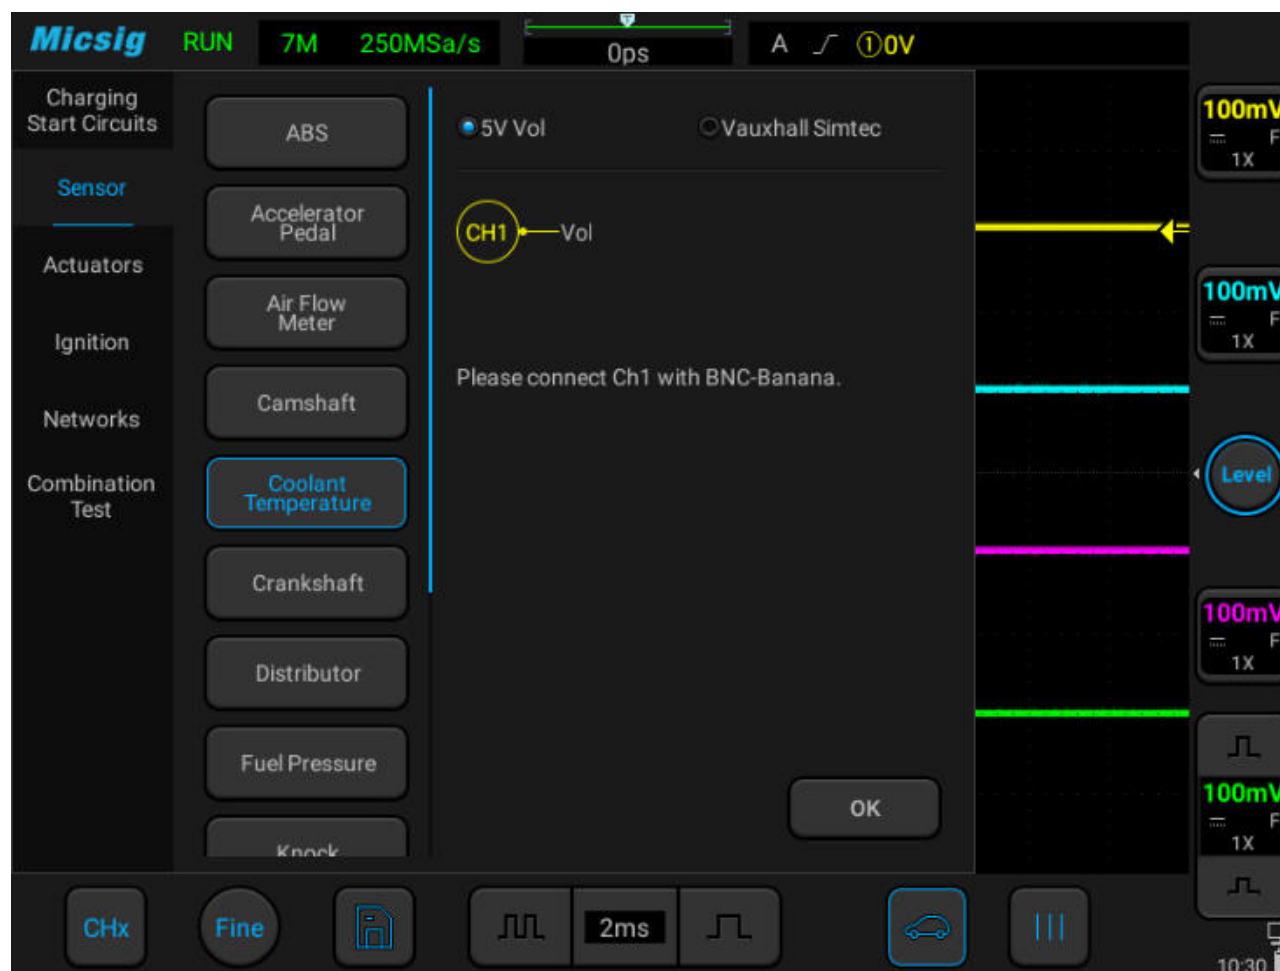 Micsig RUN 7M 250MSa/s 0ps A ①0V
Charging
Start Circuits
Sensor
Actuators
Ignition
Networks
Combination
Test
ABS
Accelerator
Pedal
Air Flow
Meter
Camshaft
Coolant
Temperature
Crankshaft
Distributor
Fuel Pressure
Knock
5V Vol Vauxhall Simtec
CH1 Vol
Please connect Ch1 with BNC-Banana.
OK
100mV
F
1X
100mV
F
1X
Level
100mV
F
1X
100mV
F
1X
CHx Fine 2ms
10:30